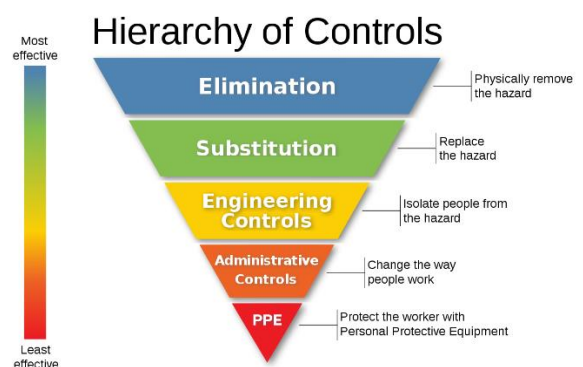 Hierarchy of Controls
Most
effective
Elimination
Physically remove
the hazard
Substitution
Replace
the hazard
Engineering
Controls
Isolate people from
the hazard
Administrative
Controls
Change the way
people work
PPE
Protect the worker with
Personal Protective Equipment
Least
effective